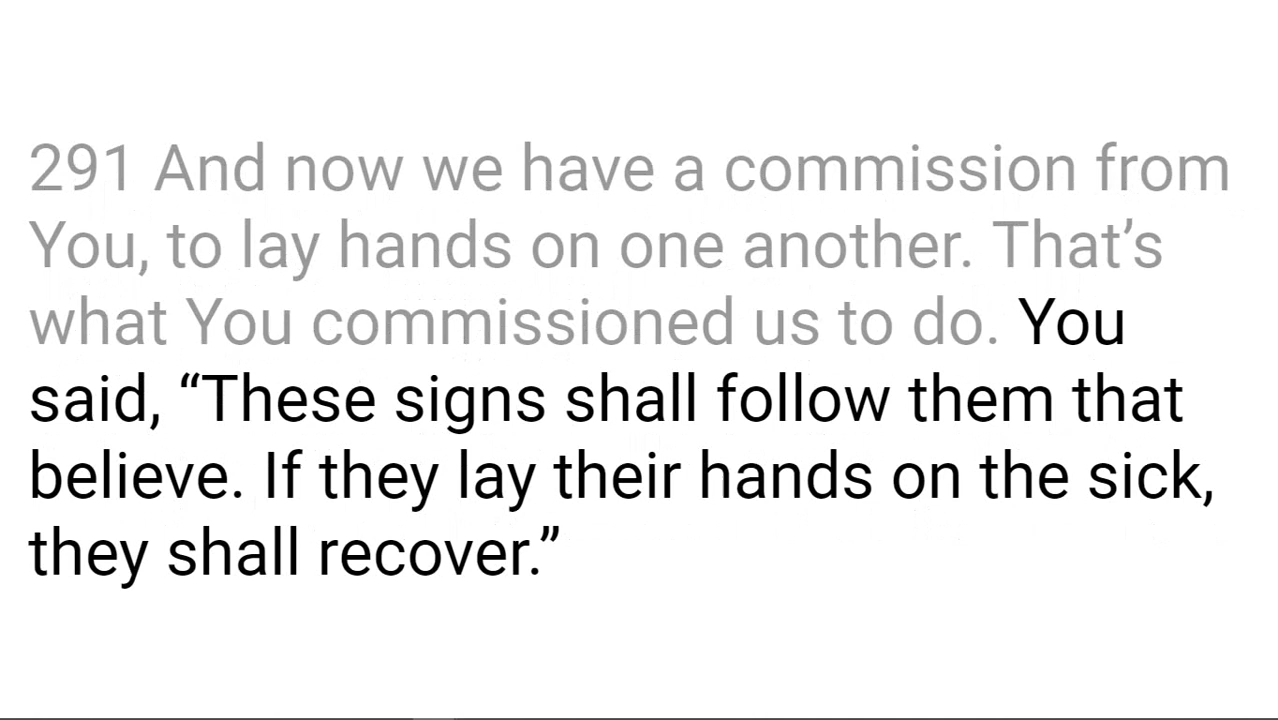 291 And now we have a commission from
You, to lay hands on one another. That’s
what You commissioned us to do. You
said, “These signs shall follow them that
believe. If they lay their hands on the sick,
they shall recover.”